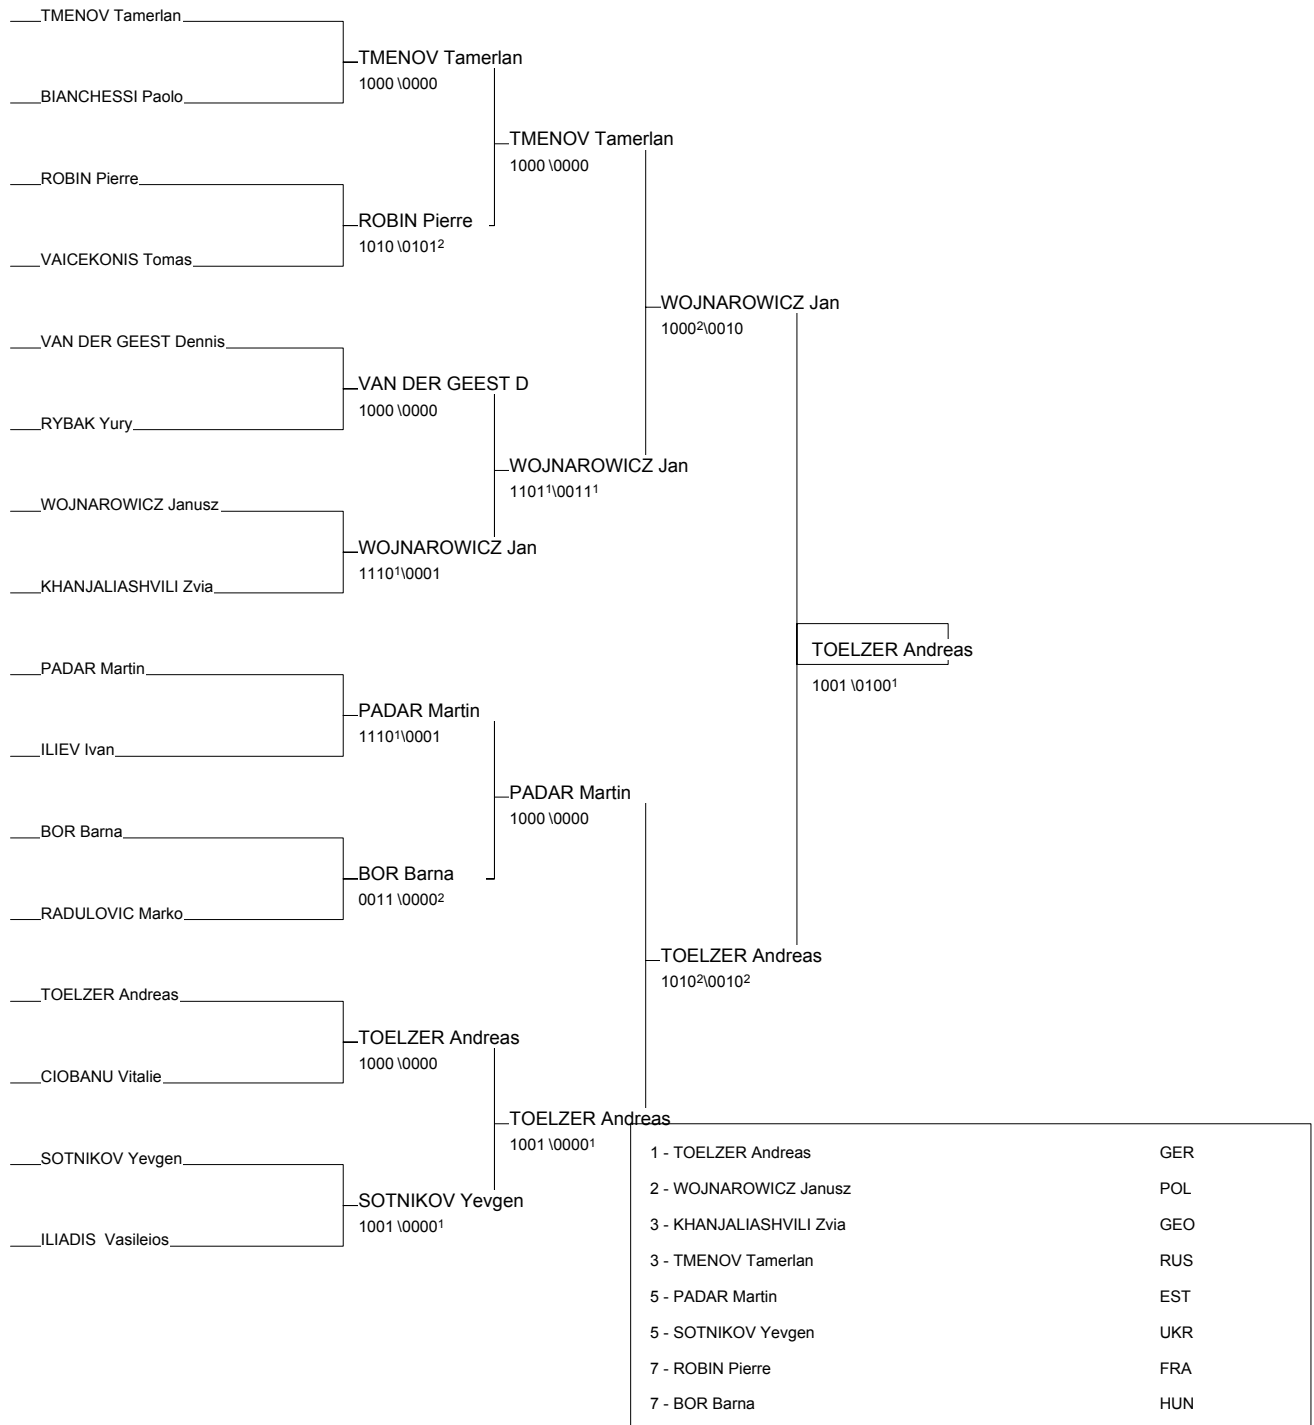 TMENOV Tamerlan
TMENOV Tamerlan
1000 \0000
BIANCHESSI Paolo
TMENOV Tamerlan
1000 \0000
ROBIN Pierre
ROBIN Pierre
1010 \0101²
VAICEKONIS Tomas
WOJNAROWICZ Jan
1000²\0010
VAN DER GEEST Dennis
VAN DER GEEST D
1000 \0000
RYBAK Yury
WOJNAROWICZ Jan
1101¹\0011¹
WOJNAROWICZ Janusz
WOJNAROWICZ Jan
1110¹\0001
KHANJALIASHVILI Zvia
TOELZER Andreas
1001 \0100¹
PADAR Martin
PADAR Martin
1110¹\0001
ILIEV Ivan
PADAR Martin
1000 \0000
BOR Barna
BOR Barna
0011 \0000²
RADULOVIC Marko
TOELZER Andreas
1010²\0010²
TOELZER Andreas
TOELZER Andreas
1000 \0000
CIOBANU Vitalie
TOELZER Andreas
1001 \0000¹
SOTNIKOV Yevgen
SOTNIKOV Yevgen
1001 \0000¹
ILIADIS Vasileios
1 - TOELZER Andreas GER
2 - WOJNAROWICZ Janusz POL
3 - KHANJALIASHVILI Zvia GEO
3 - TMENOV Tamerlan RUS
5 - PADAR Martin EST
5 - SOTNIKOV Yevgen UKR
7 - ROBIN Pierre FRA
7 - BOR Barna HUN